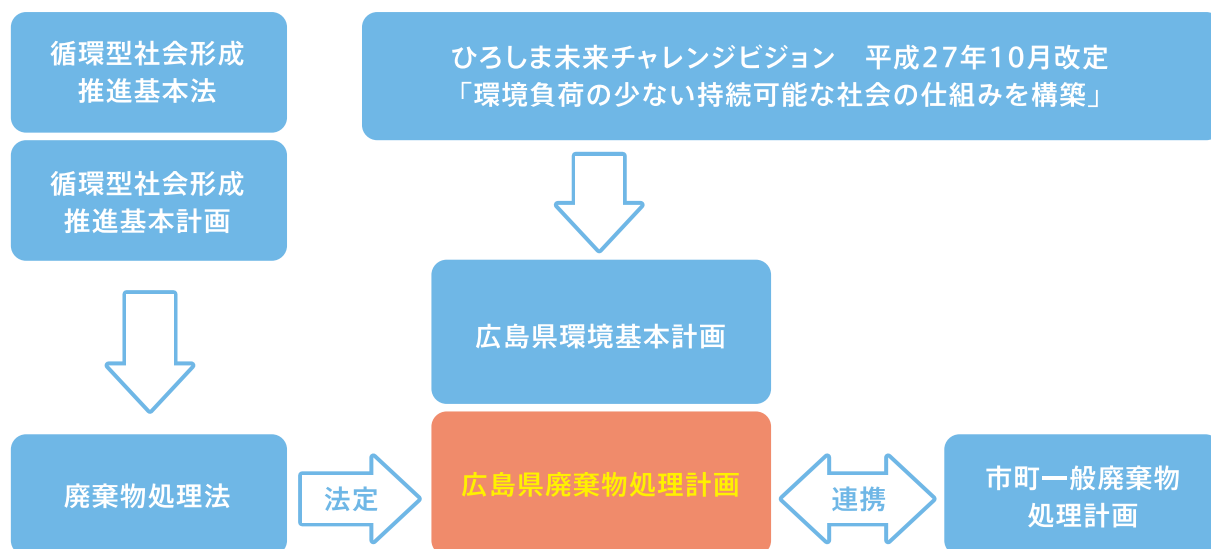 循環型社会形成
推進基本法
ひろしま未来チャレンジビジョン　平成27年10月改定
「環境負荷の少ない持続可能な社会の仕組みを構築」
循環型社会形成
推進基本計画
広島県環境基本計画
廃棄物処理法
法定
広島県廃棄物処理計画
連携
市町一般廃棄物
処理計画